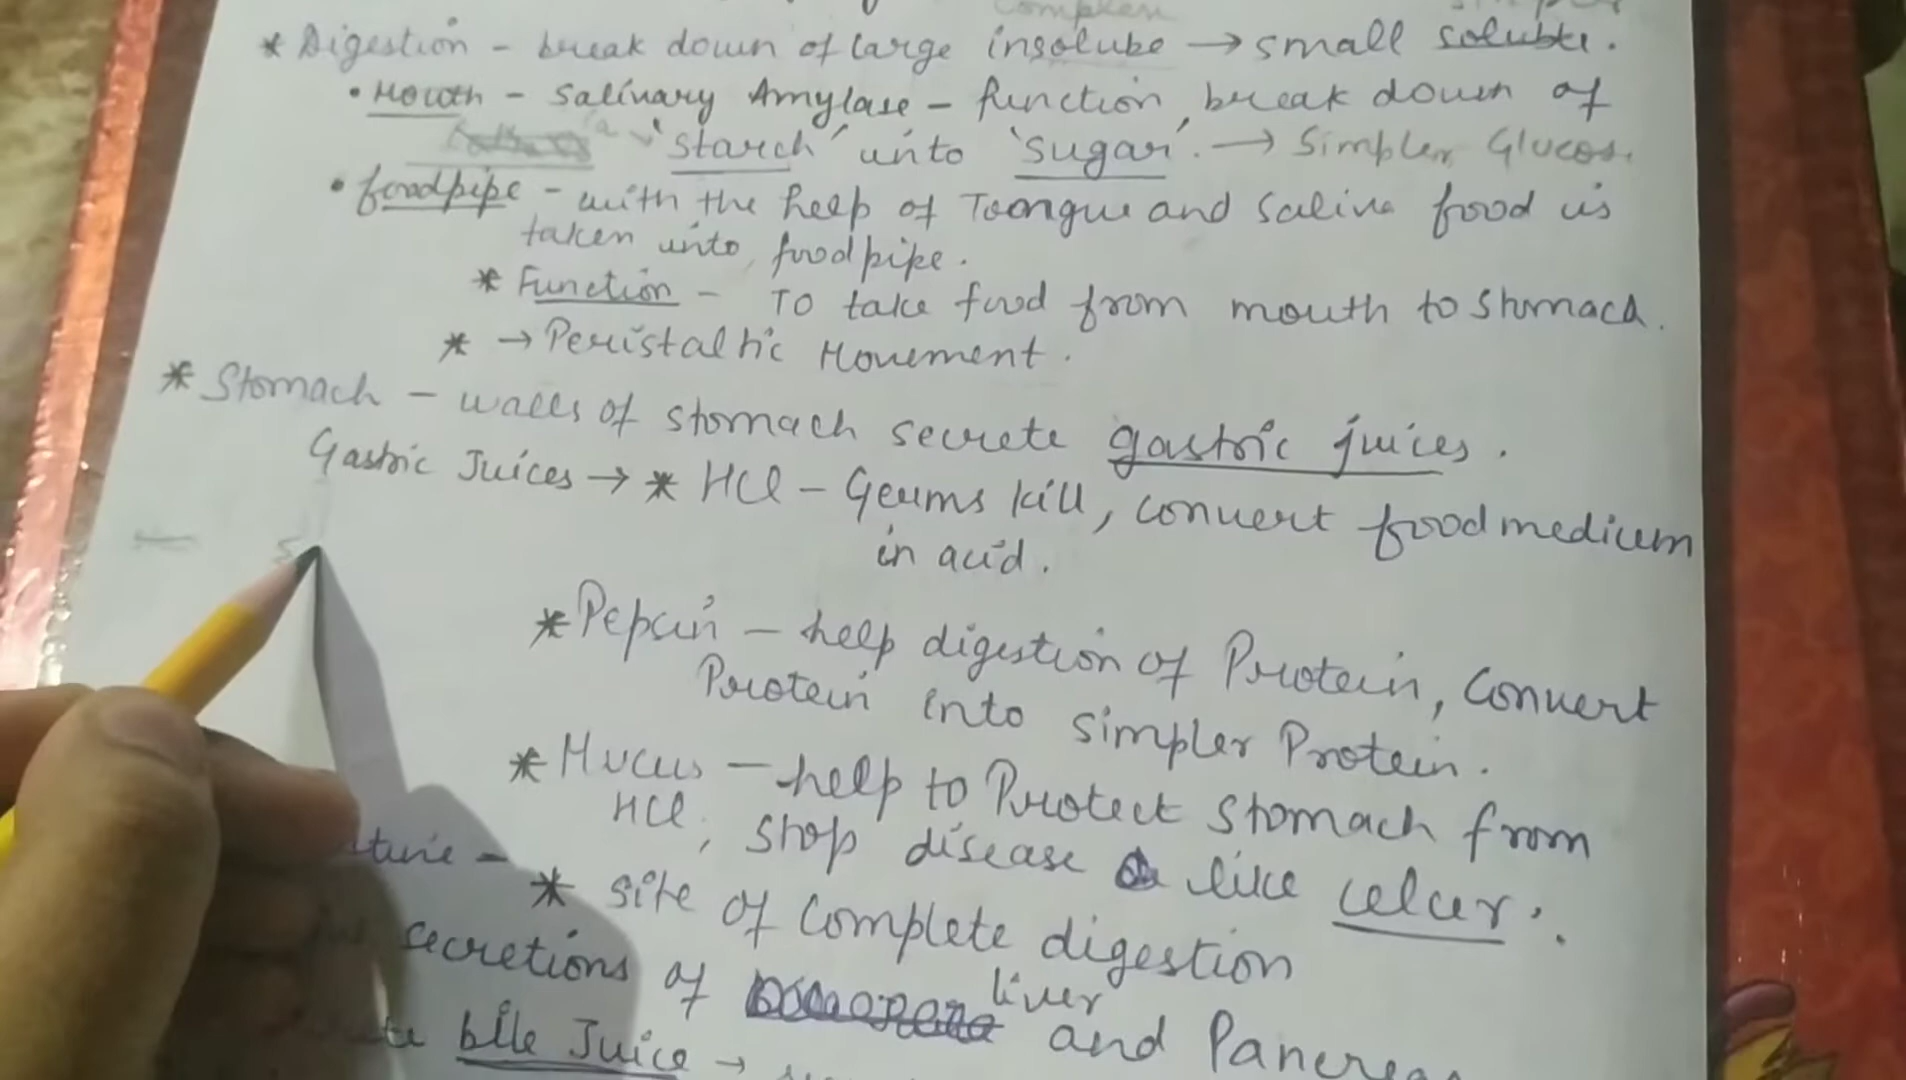 complex
* Digestion - break down of large insolube → small soluble.
• Mouth - Salivary Amylase - function, break down of
'starch' into 'sugar'. → Simpler Glucose.
• foodpipe - with the help of Toongue and Saliva food is
taken into foodpipe.
* Function - To take food from mouth to Stomach.
* → Peristaltic Movement.
* Stomach - walls of stomach secrete gastric juices.
Gastric Juices → * HCl - Germs kill, convert food medium
in acid.
* Pepsin - help digestion of Protein, Convert
Protein into simpler Protein.
* Mucus - help to Protect Stomach from
HCl, Stop disease like ulcer.
tine -
* site of Complete digestion
secretions of liver and Pancreas
bile Juice →